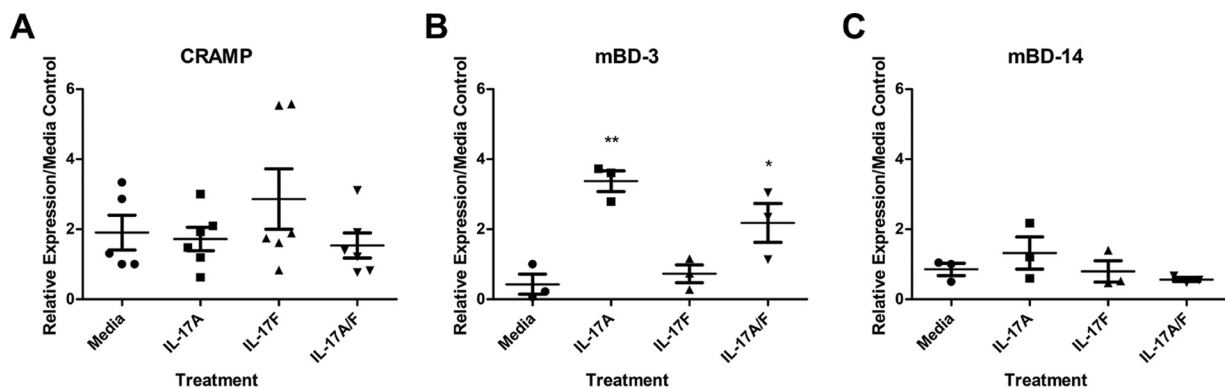 A
CRAMP
Relative Expression/Media Control
6
4
2
0
Media
IL-17A
IL-17F
IL-17A/F
Treatment
B
mBD-3
Relative Expression/Media Control
6
4
2
0
**
*
Media
IL-17A
IL-17F
IL-17A/F
Treatment
C
mBD-14
Relative Expression/Media Control
6
4
2
0
Media
IL-17A
IL-17F
IL-17A/F
Treatment